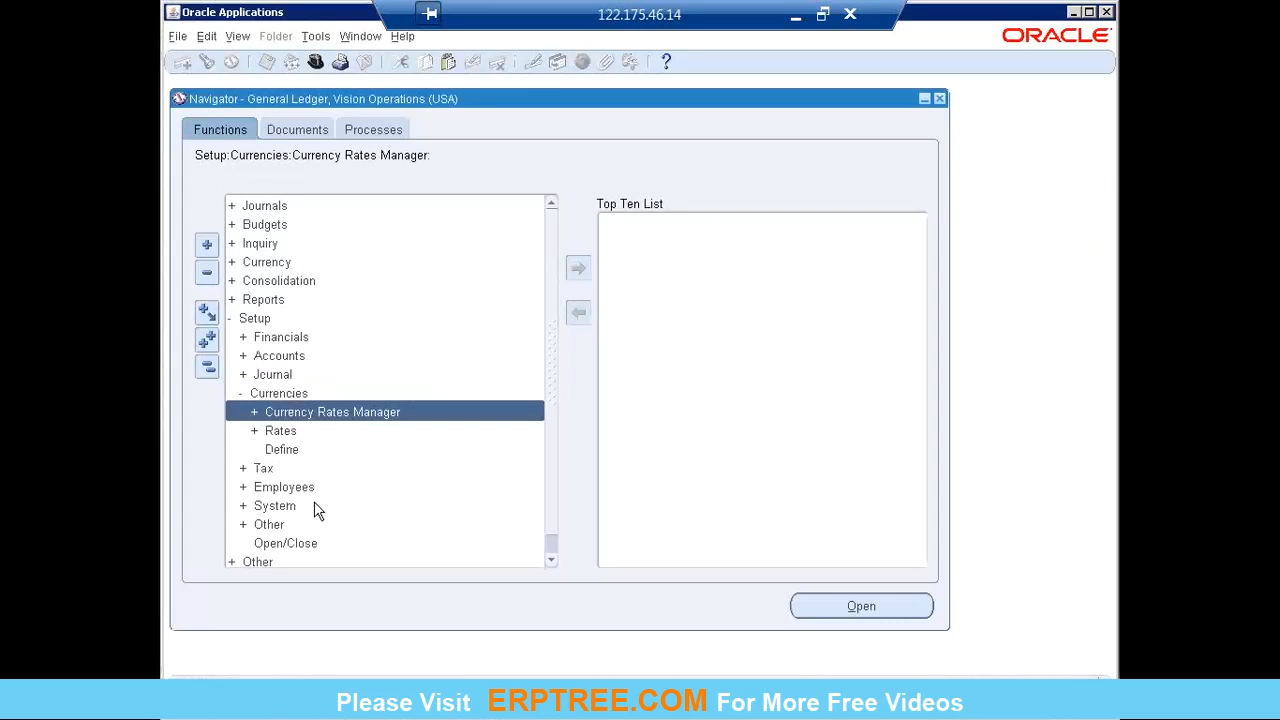 Oracle Applications
122.175.46.14
File Edit View Folder Tools Window Help
ORACLE
Navigator - General Ledger, Vision Operations (USA)
Functions Documents Processes
Setup:Currencies:Currency Rates Manager:
Top Ten List
+ Journals
+ Budgets
+ Inquiry
+ Currency
+ Consolidation
+ Reports
- Setup
+ Financials
+ Accounts
+ Journal
- Currencies
+ Currency Rates Manager
+ Rates
Define
+ Tax
+ Employees
+ System
+ Other
Open/Close
+ Other
Open
Please Visit ERPTREE.COM For More Free Videos